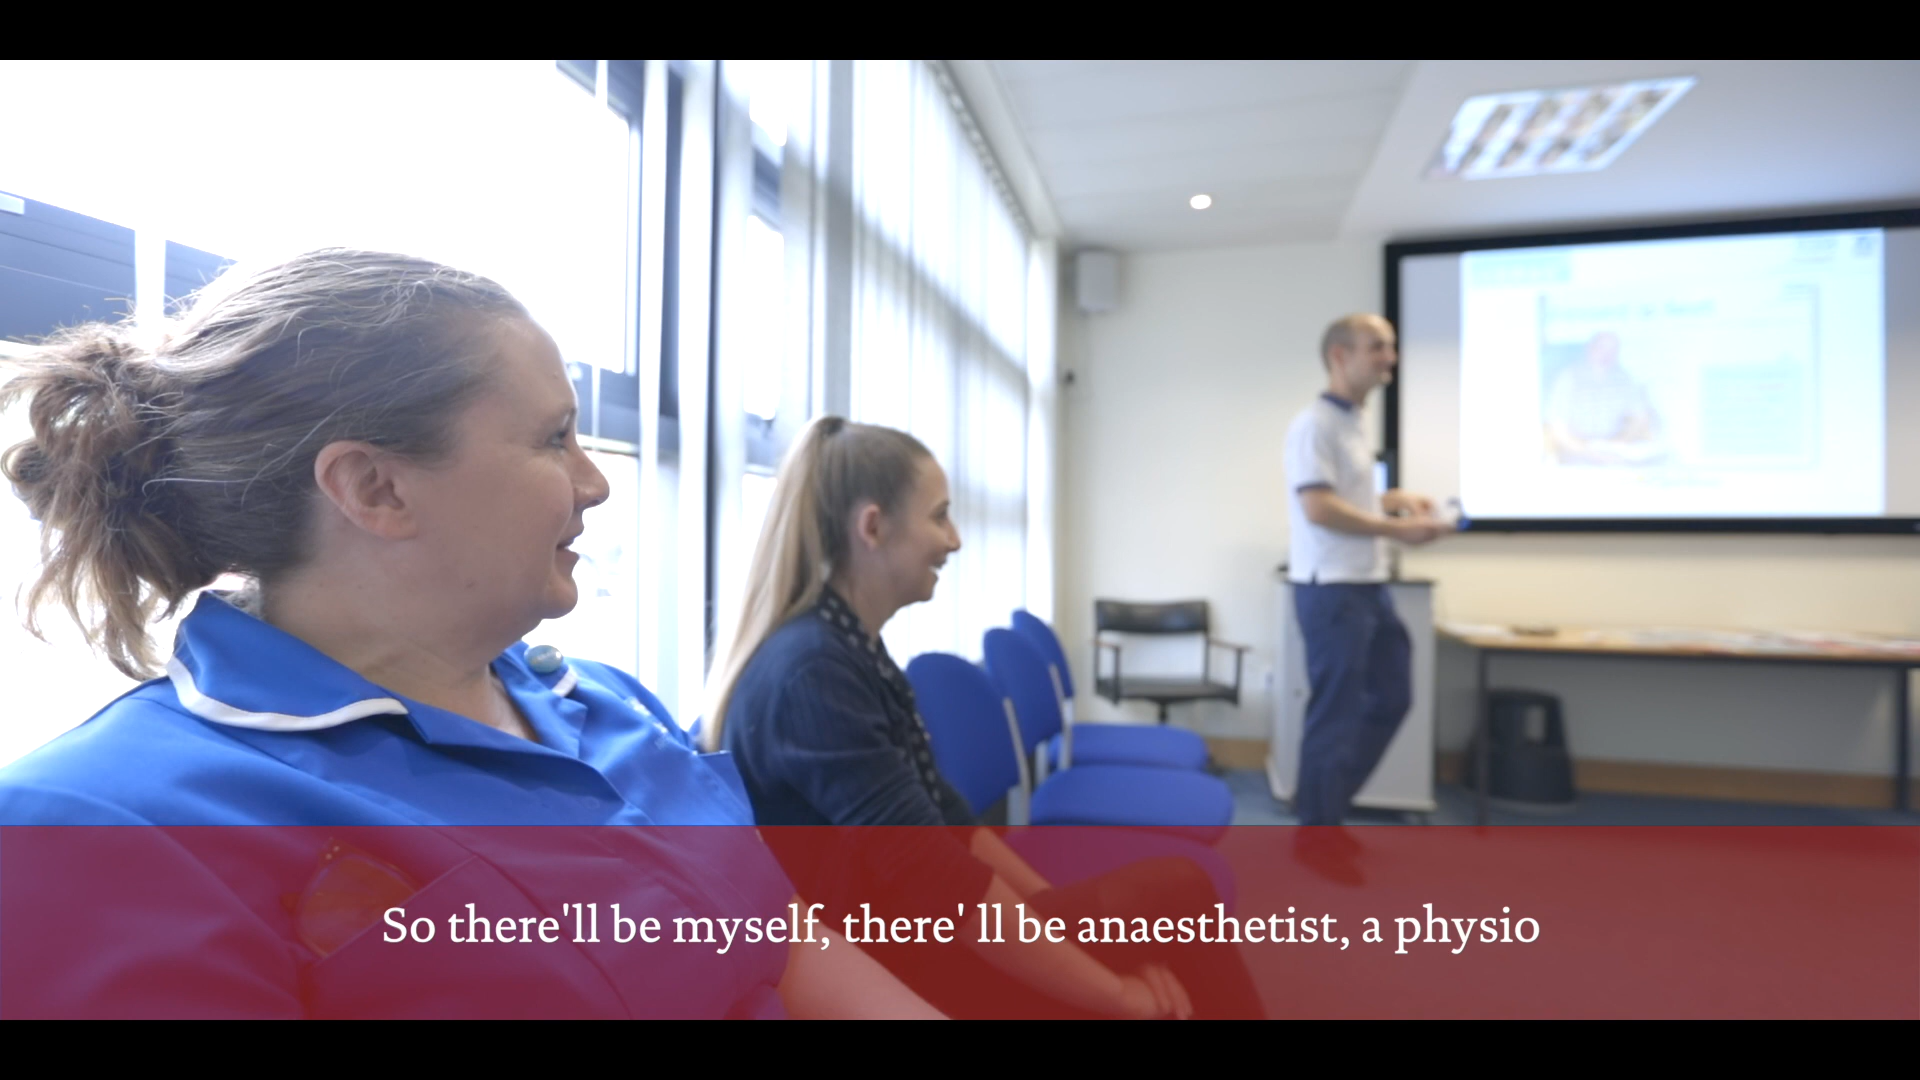 So there'll be myself, there' ll be anaesthetist, a physio